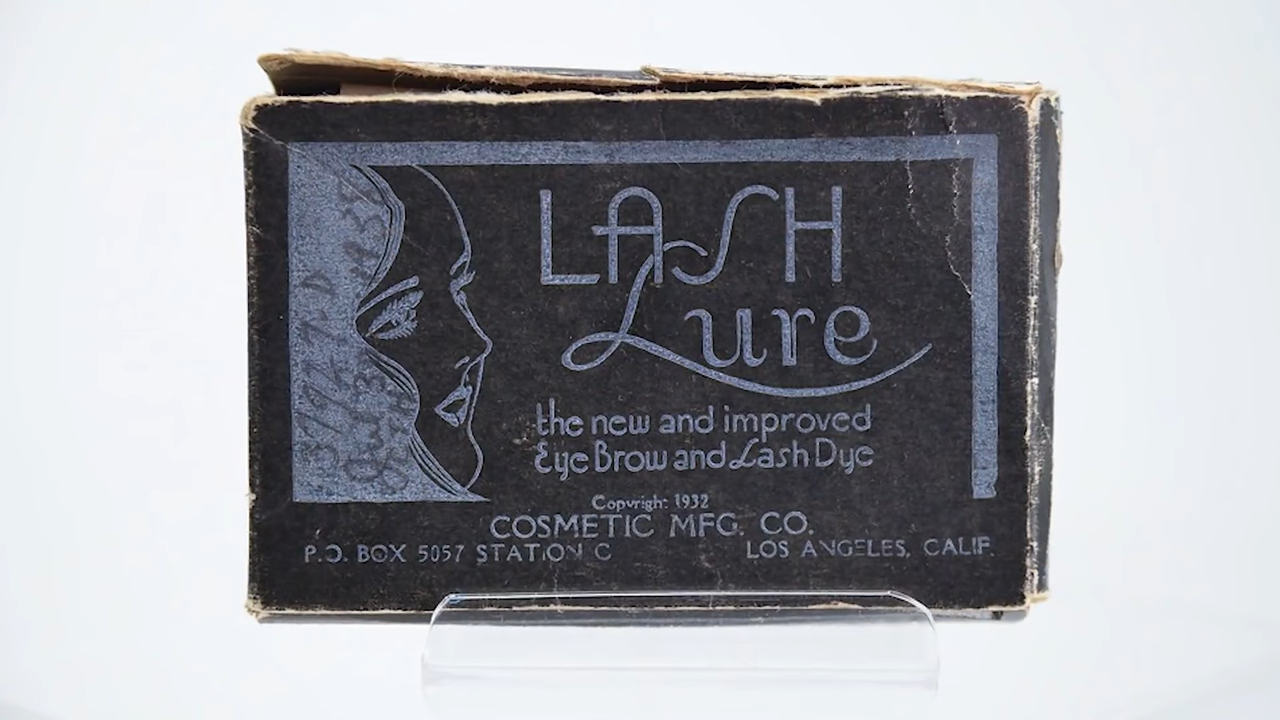 LASH
Lure
the new and improved
Eye Brow and Lash Dye
Copyright 1932
COSMETIC MFG. CO.
P.O. BOX 5057 STATION C LOS ANGELES, CALIF.